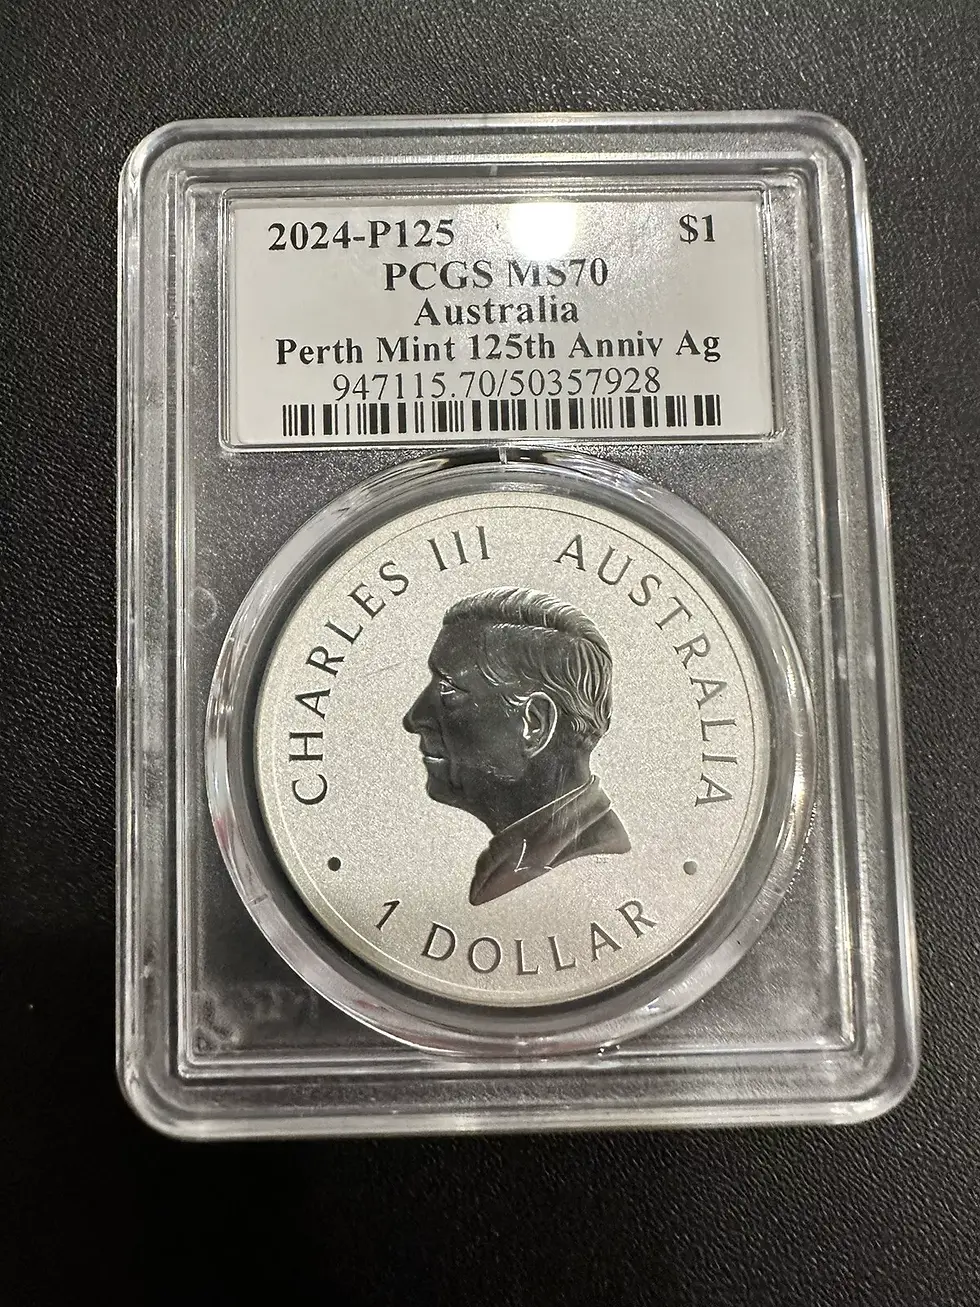 2024-P125 $1
PCGS MS70
Australia
Perth Mint 125th Anniv Ag
947115.70/50357928
CHARLES III AUSTRALIA
1 DOLLAR